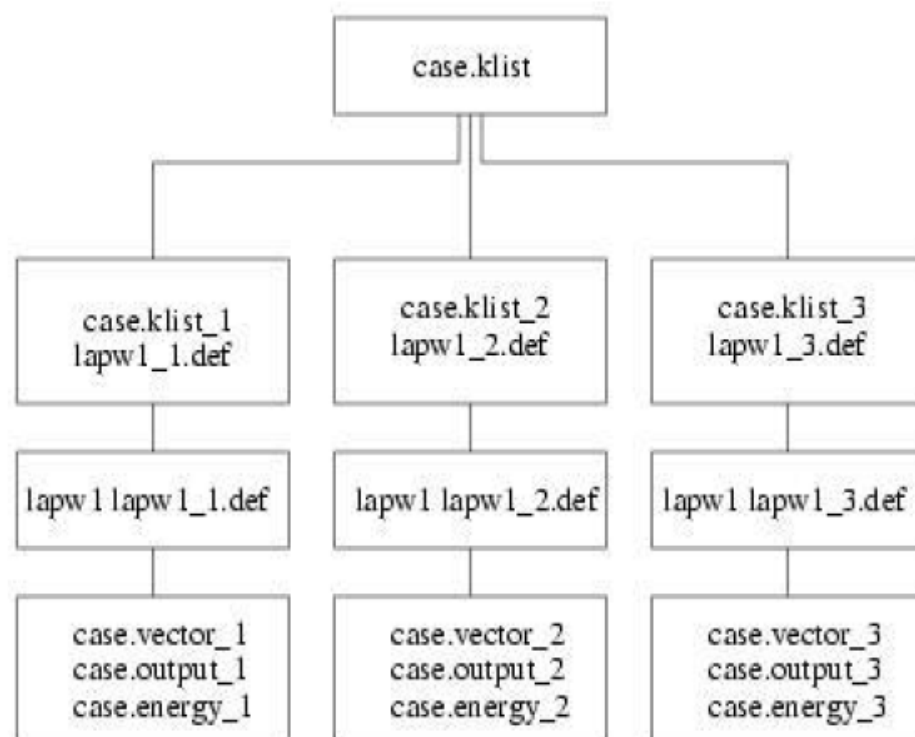 case.klist
case.klist_1
lapw1_1.def
case.klist_2
lapw1_2.def
case.klist_3
lapw1_3.def
lapw1 lapw1_1.def
lapw1 lapw1_2.def
lapw1 lapw1_3.def
case.vector_1
case.output_1
case.energy_1
case.vector_2
case.output_2
case.energy_2
case.vector_3
case.output_3
case.energy_3